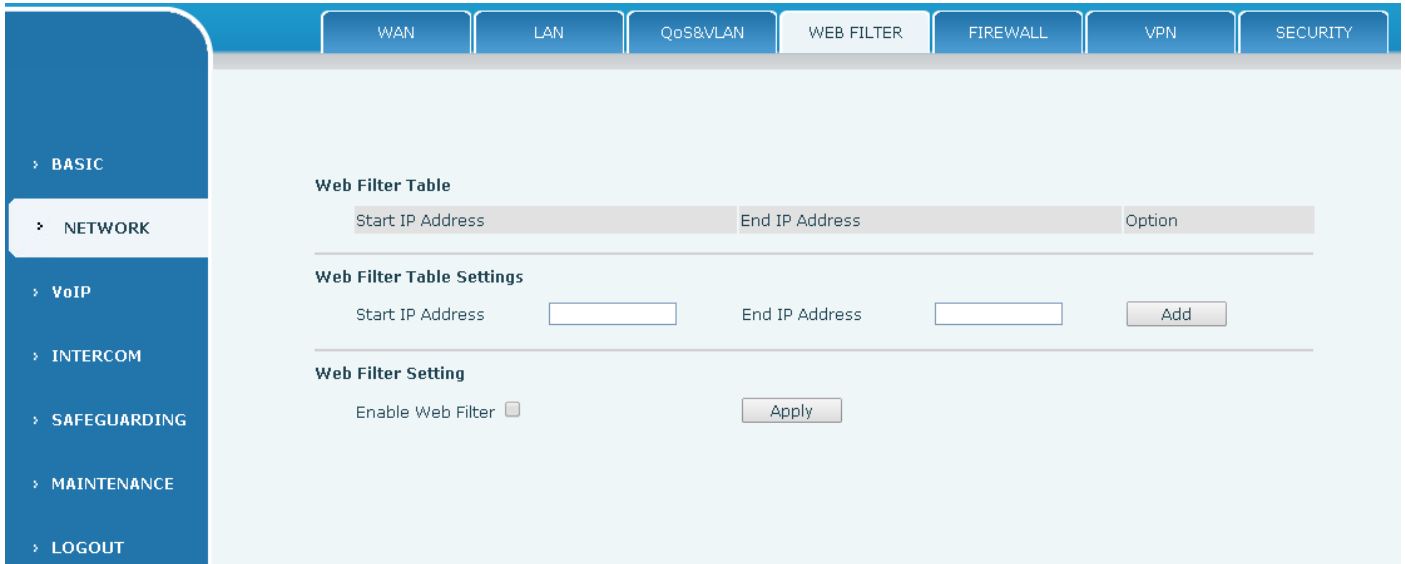 WAN LAN QoS&VLAN WEB FILTER FIREWALL VPN SECURITY
BASIC
NETWORK
VoIP
INTERCOM
SAFEGUARDING
MAINTENANCE
LOGOUT
Web Filter Table
Start IP Address End IP Address Option
Web Filter Table Settings
Start IP Address End IP Address Add
Web Filter Setting
Enable Web Filter Apply